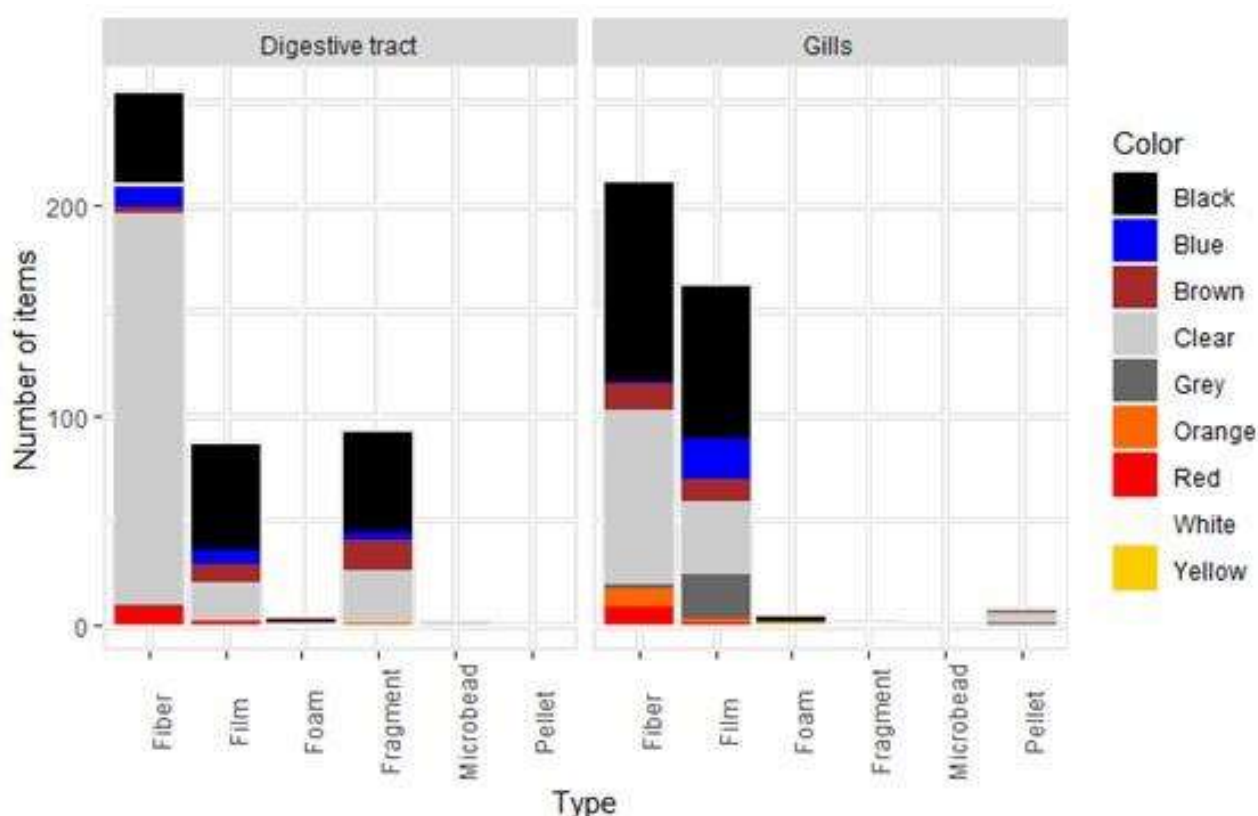 Digestive tract
Gills
Number of items
200
100
0
Fiber
Film
Foam
Fragment
Microbead
Pellet
Fiber
Film
Foam
Fragment
Microbead
Pellet
Type
Color
Black
Blue
Brown
Clear
Grey
Orange
Red
White
Yellow